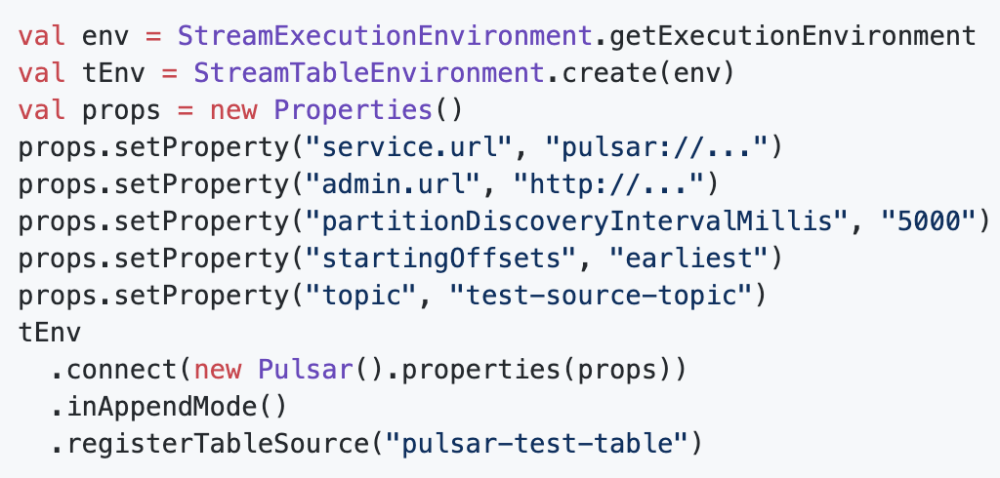 val env = StreamExecutionEnvironment.getExecutionEnvironment
val tEnv = StreamTableEnvironment.create(env)
val props = new Properties()
props.setProperty("service.url", "pulsar://...")
props.setProperty("admin.url", "http://...")
props.setProperty("partitionDiscoveryIntervalMillis", "5000")
props.setProperty("startingOffsets", "earliest")
props.setProperty("topic", "test-source-topic")
tEnv
  .connect(new Pulsar().properties(props))
  .inAppendMode()
  .registerTableSource("pulsar-test-table")